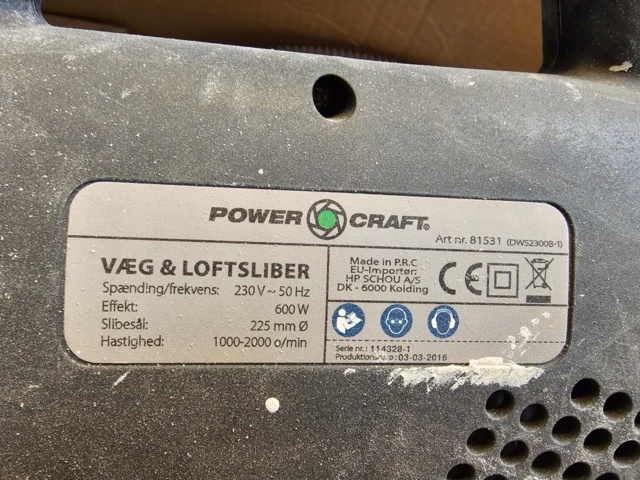 POWER CRAFT®
Art nr. 81531 (DWS2300B-1)
VÆG & LOFTSLIBER
Spænding/frekvens: 230 V ~ 50 Hz
Effekt: 600 W
Slibesål: 225 mm Ø
Hastighed: 1000-2000 o/min
Made in P.R.C
EU-Importør:
HP SCHOU A/S
DK - 6000 Kolding
CE
Serie nr.: 114328-1
03-03-2016